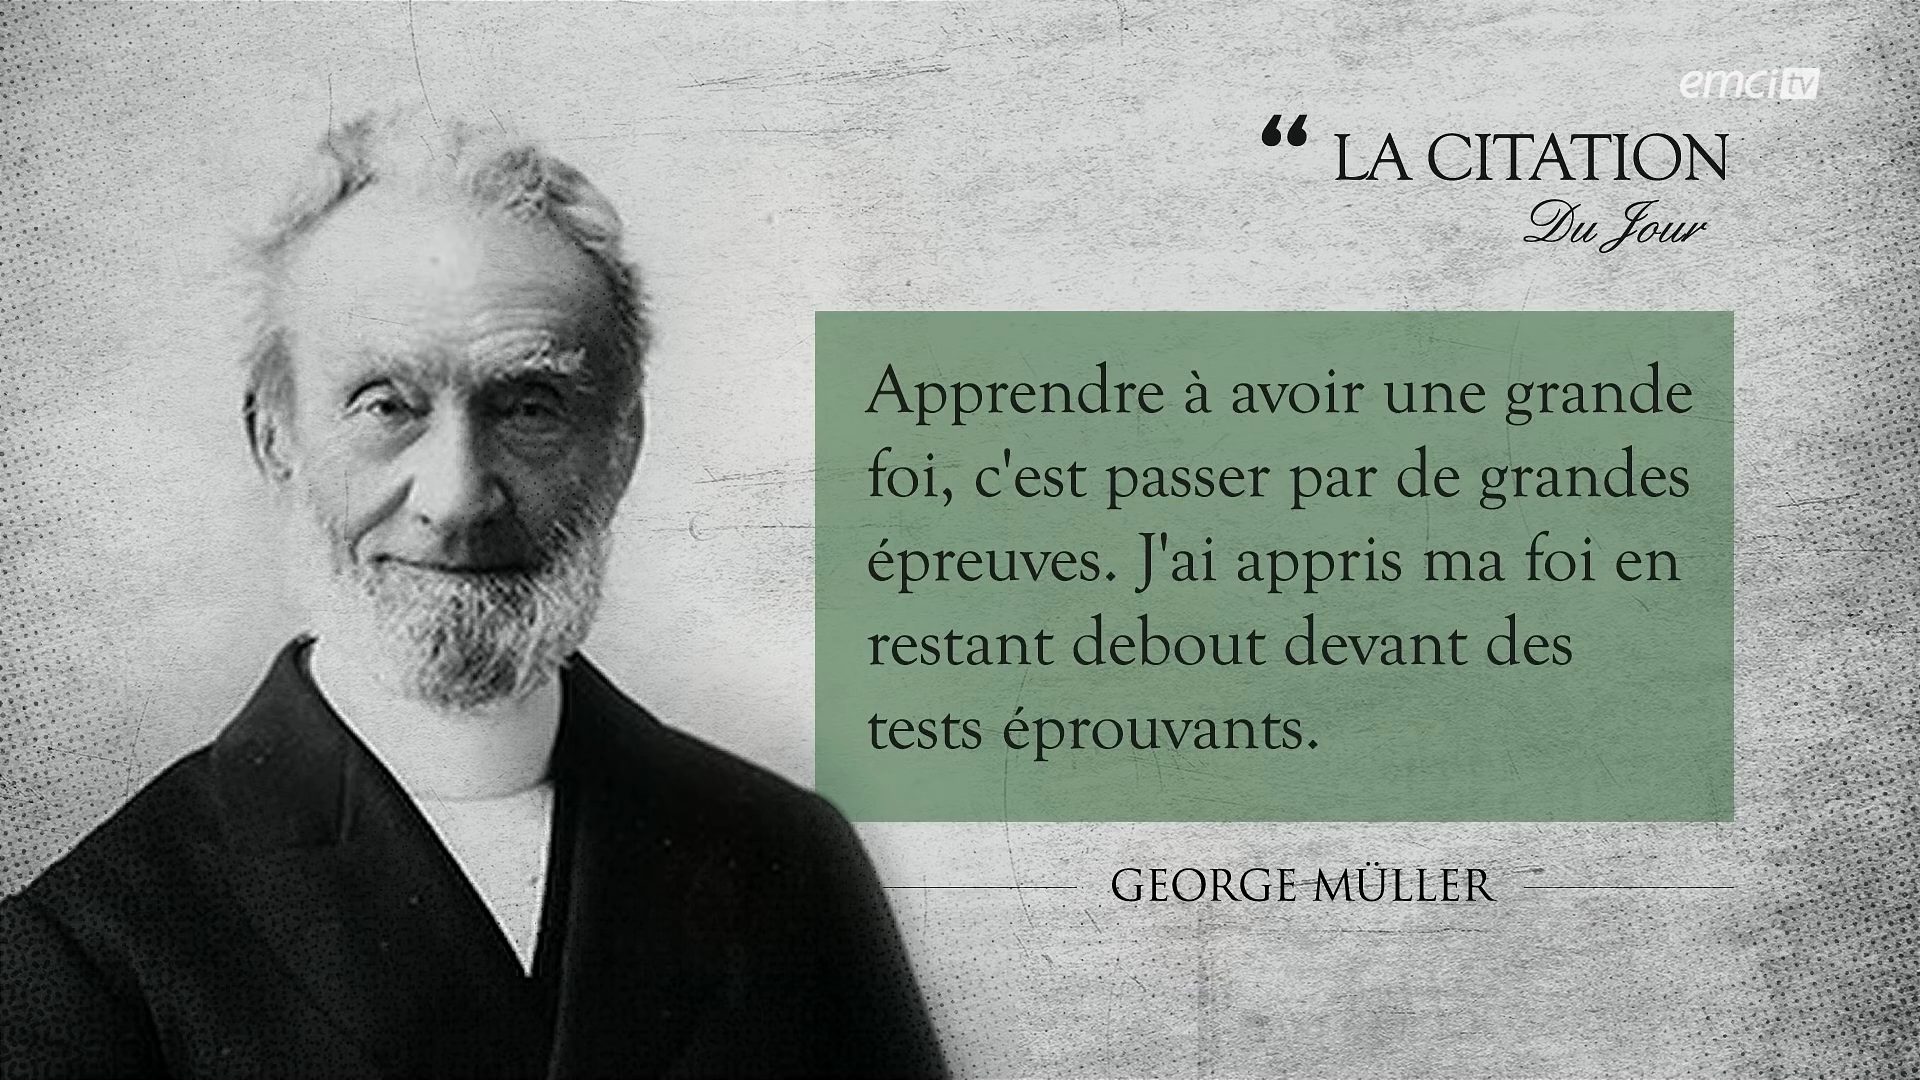 emci tv
“ LA CITATION
Du Jour
Apprendre à avoir une grande
foi, c'est passer par de grandes
épreuves. J'ai appris ma foi en
restant debout devant des
tests éprouvants.
GEORGE MÜLLER